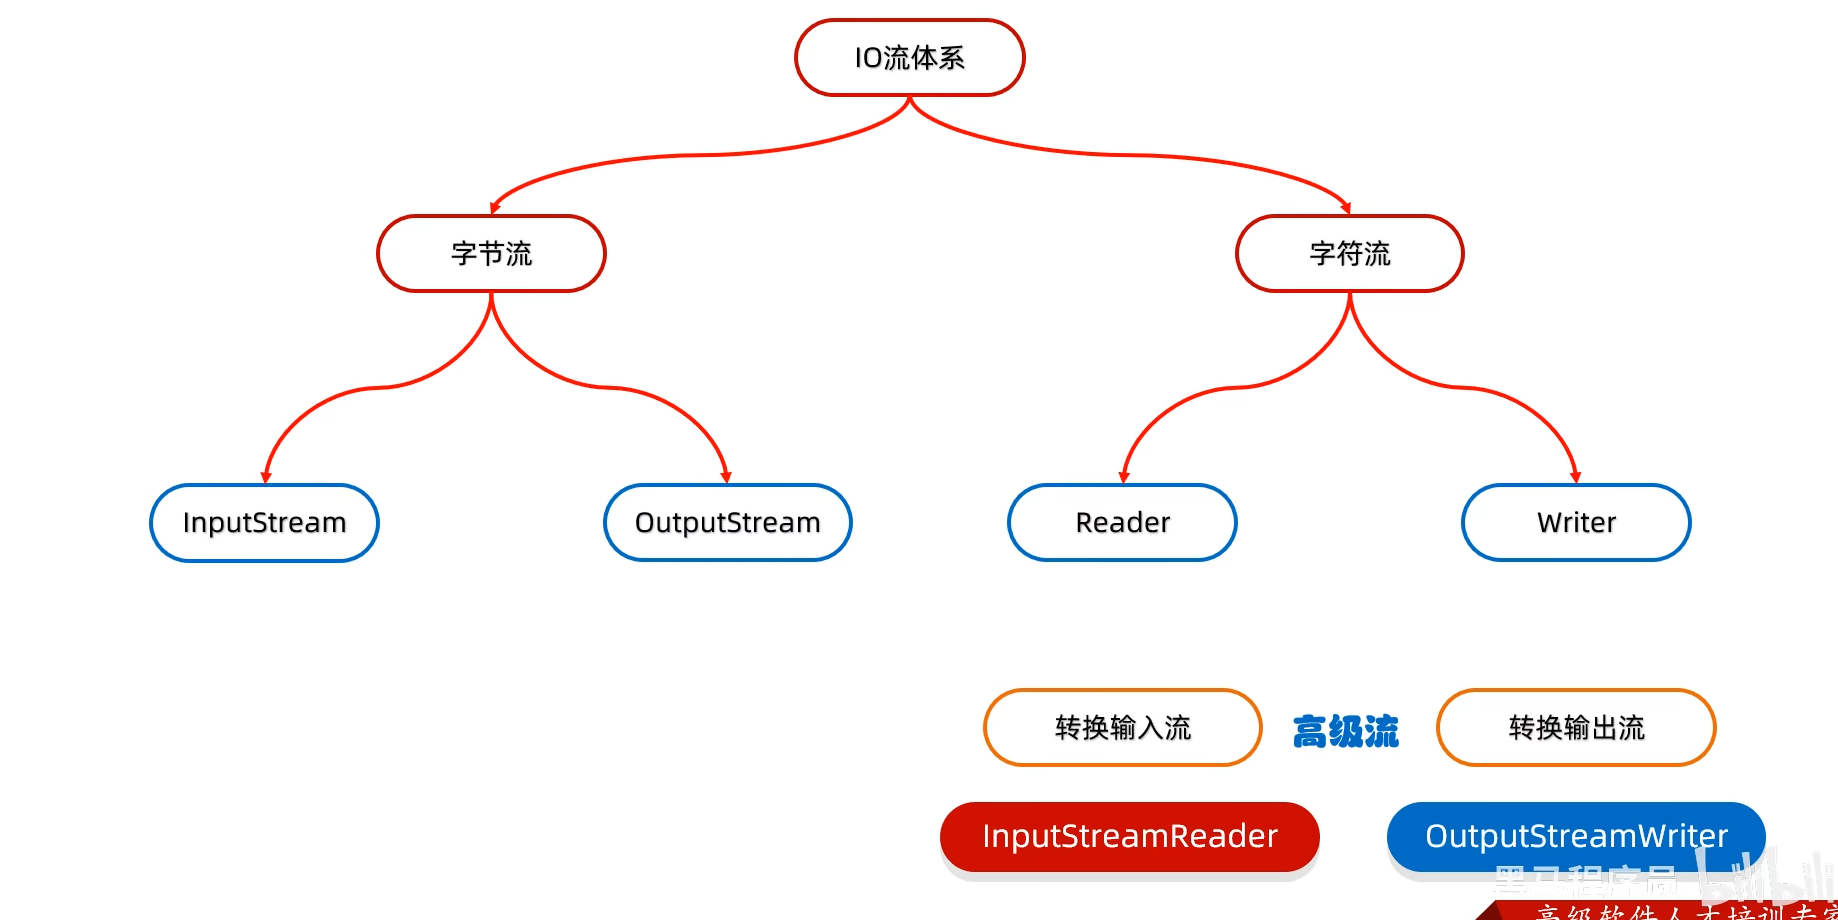 IO流体系
字节流
字符流
InputStream
OutputStream
Reader
Writer
转换输入流
高级流
转换输出流
InputStreamReader
OutputStreamWriter
黑马程序员
bilibili
高级软件人才培训专家